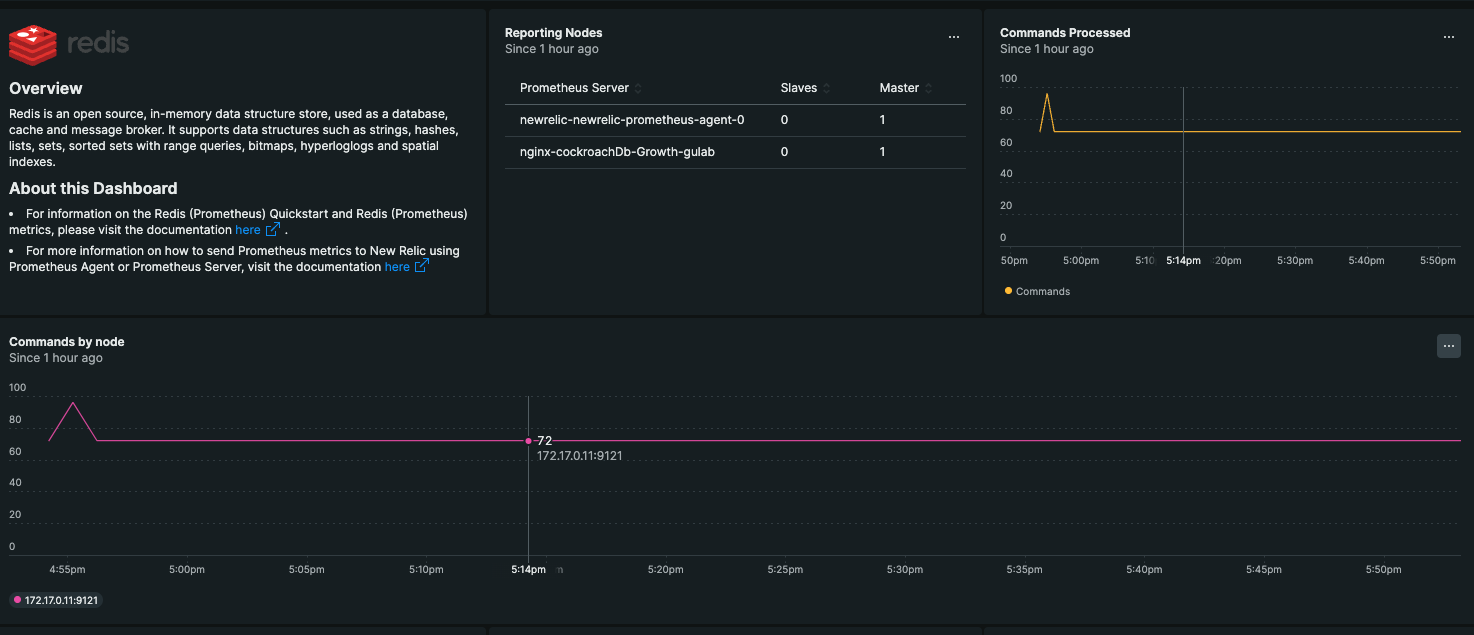 redis
Overview
Redis is an open source, in-memory data structure store, used as a database,
cache and message broker. It supports data structures such as strings, hashes,
lists, sets, sorted sets with range queries, bitmaps, hyperloglogs and spatial
indexes.
About this Dashboard
• For information on the Redis (Prometheus) Quickstart and Redis (Prometheus)
metrics, please visit the documentation here .
• For more information on how to send Prometheus metrics to New Relic using
Prometheus Agent or Prometheus Server, visit the documentation here
Reporting Nodes
Since 1 hour ago
...
Prometheus Server Slaves Master
newrelic-newrelic-prometheus-agent-0 0 1
nginx-cockroachDb-Growth-gulab 0 1
Commands Processed
Since 1 hour ago
...
100
80
60
40
20
0
50pm 5:00pm 5:10 5:14pm :20pm 5:30pm 5:40pm 5:50pm
Commands
Commands by node
Since 1 hour ago
...
100
80
60
40
20
0
72
172.17.0.11:9121
4:55pm 5:00pm 5:05pm 5:10pm 5:14pm m 5:20pm 5:25pm 5:30pm 5:35pm 5:40pm 5:45pm 5:50pm
172.17.0.11:9121